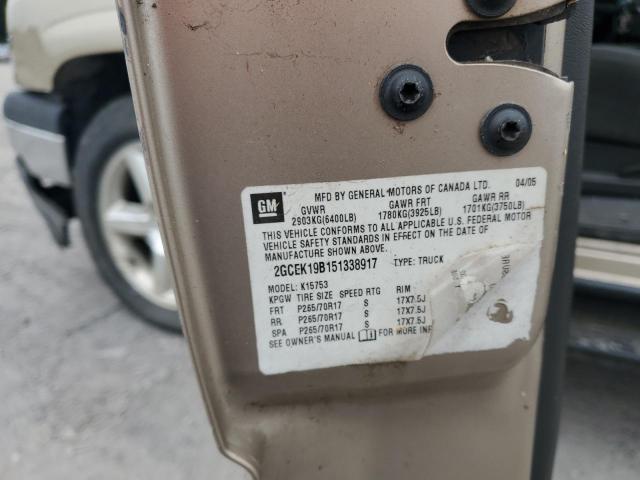 MFD BY GENERAL MOTORS OF CANADA LTD. 04/05
GM GVWR GAWR FRT GAWR RR
2903KG(6400LB) 1780KG(3925LB) 1701KG(3750LB)
THIS VEHICLE CONFORMS TO ALL APPLICABLE U.S. FEDERAL MOTOR
VEHICLE SAFETY STANDARDS IN EFFECT ON THE DATE OF
MANUFACTURE SHOWN ABOVE.
2GCEK19B151338917 TYPE: TRUCK
MODEL: K15753
KPGW TIRE SIZE SPEED RTG RIM
FRT P265/70R17 S 17X7.5J
RR P265/70R17 S 17X7.5J
SPA P265/70R17 S 17X7.5J
SEE OWNER'S MANUAL FOR MORE INF